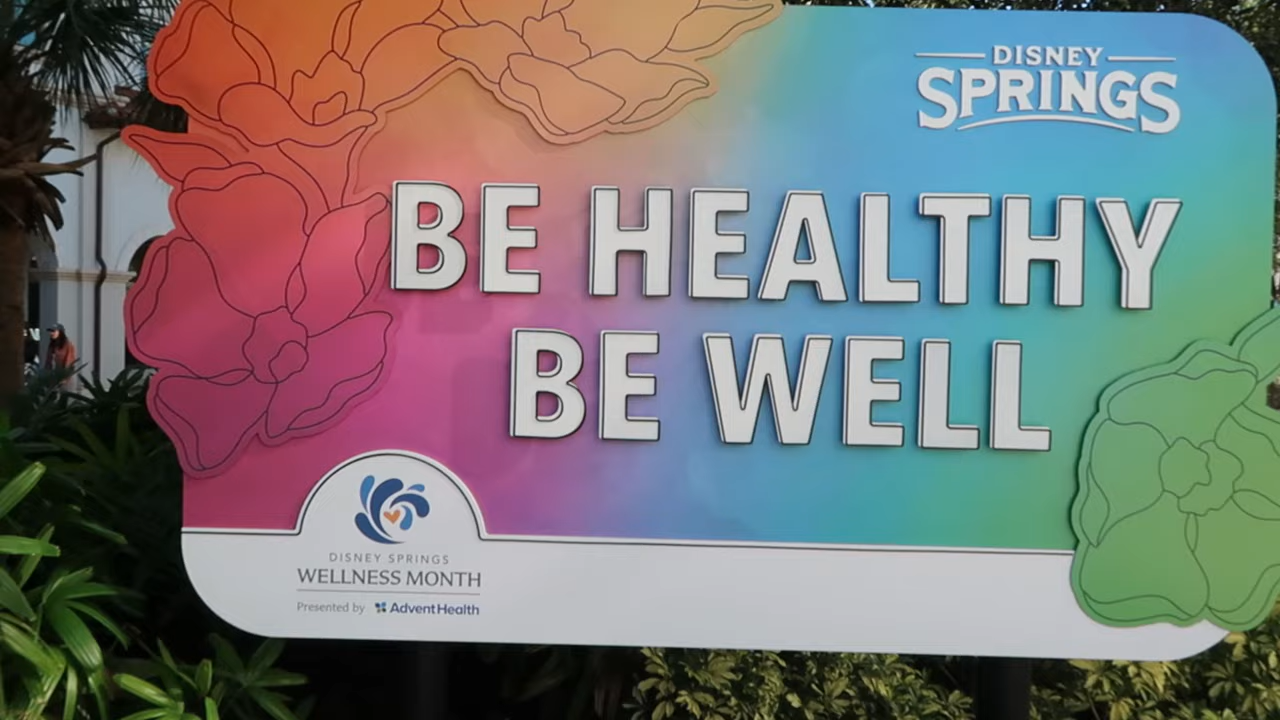 DISNEY
SPRINGS
BE HEALTHY
BE WELL
DISNEY SPRINGS
WELLNESS MONTH
Presented by AdventHealth